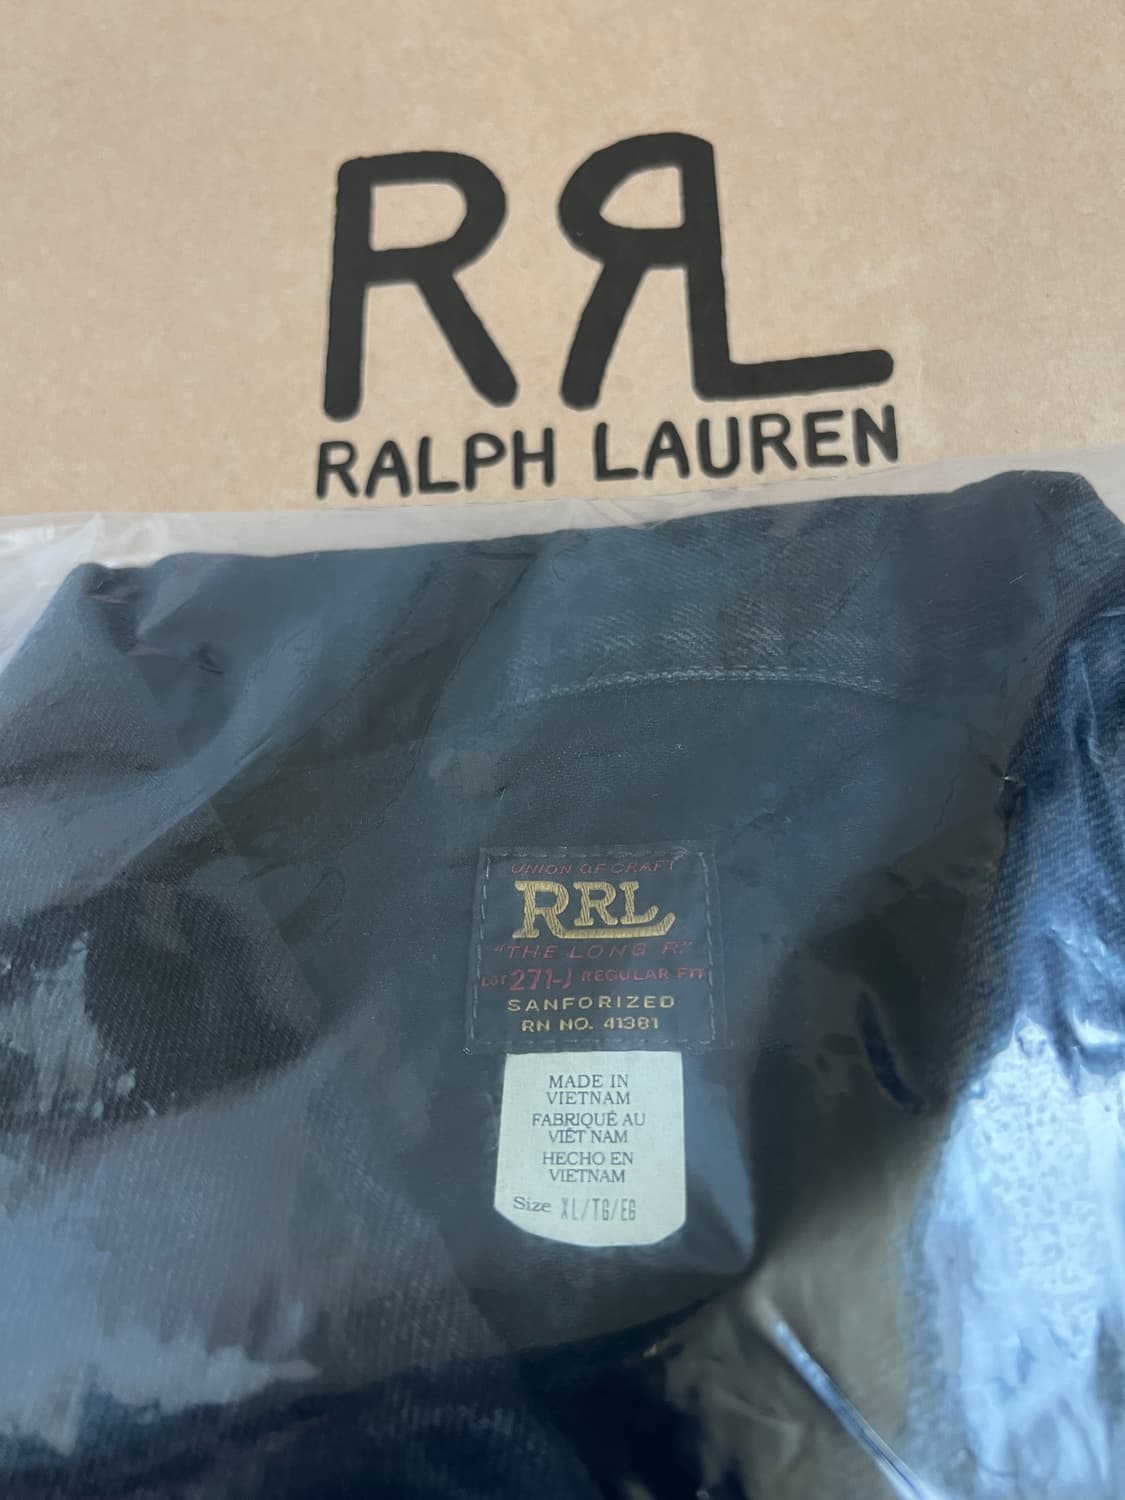 RRL
RALPH LAUREN
UNION OF CRAFT
RRL
"THE LONG R"
LOT 271-J REGULAR FIT
SANFORIZED
RN NO. 41381
MADE IN
VIETNAM
FABRIQUÉ AU
VIÊT NAM
HECHO EN
VIETNAM
Size XL/TG/EG